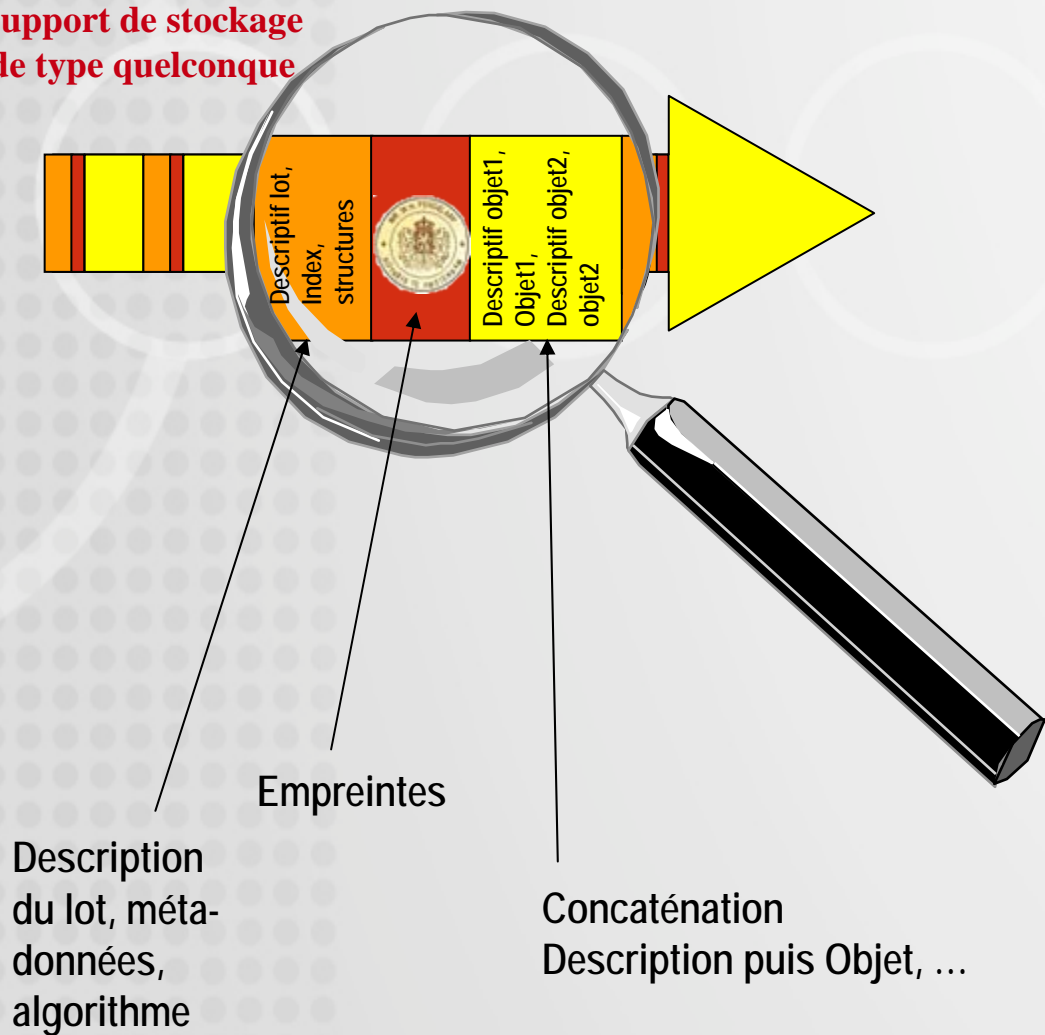 upport de stockage
de type quelconque
Descriptif lot,
Index,
structures
Descriptif objet1,
Objet1,
Descriptif objet2,
objet2
Empreintes
Description
du lot, méta-
données,
algorithme
Concaténation
Description puis Objet, …